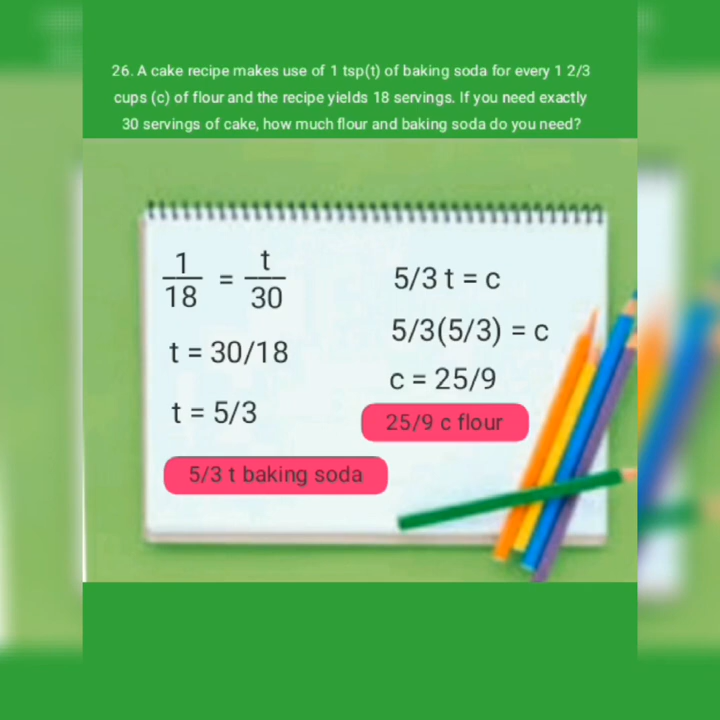 26. A cake recipe makes use of 1 tsp(t) of baking soda for every 1 2/3
cups (c) of flour and the recipe yields 18 servings. If you need exactly
30 servings of cake, how much flour and baking soda do you need?
1/18 = t/30
t = 30/18
t = 5/3
5/3 t baking soda
5/3 t = c
5/3(5/3) = c
c = 25/9
25/9 c flour